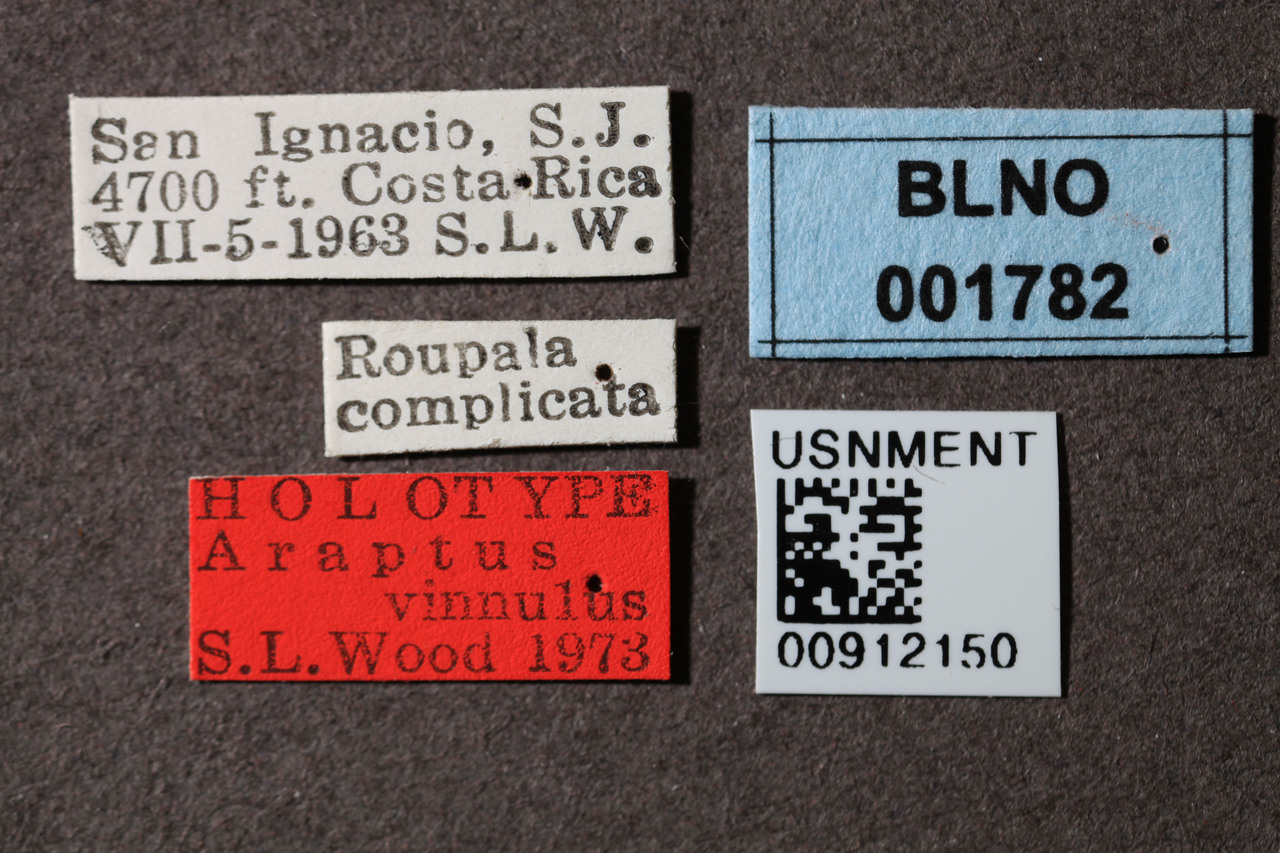 San Ignacio, S.J.
4700 ft. Costa Rica
VII-5-1963 S.L.W.
Roupala
complicata
HOLOTYPE
Araptus
vinnulus
S.L. Wood 1973
BLNO
001782
USNMENT
00912150